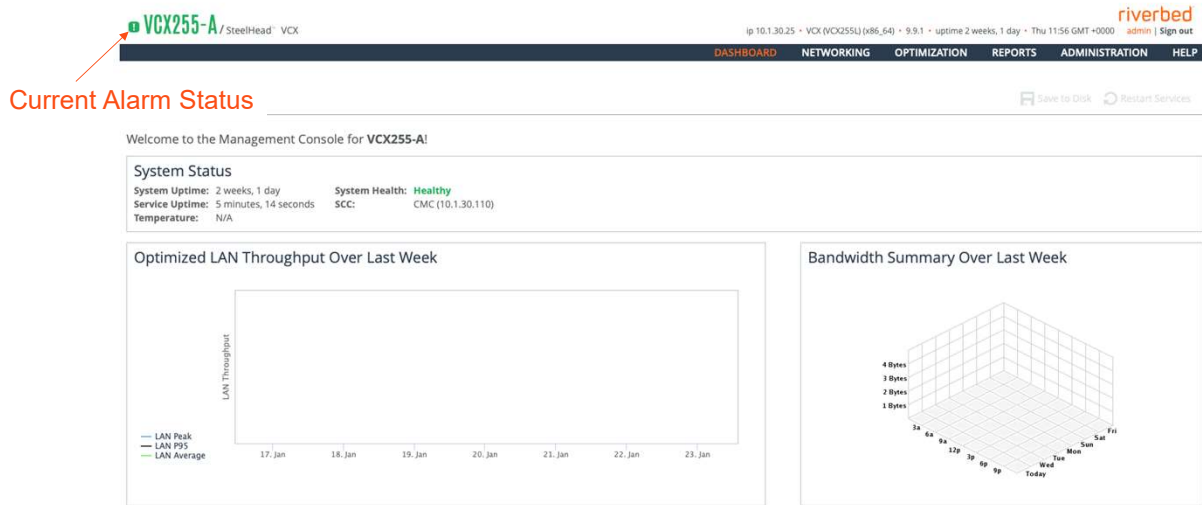 riverbed
! VCX255-A / SteelHead™ VCX
ip 10.1.30.25 • VCX (VCX255L) (x86_64) • 9.9.1 • uptime 2 weeks, 1 day • Thu 11:56 GMT +0000 admin | Sign out
DASHBOARD NETWORKING OPTIMIZATION REPORTS ADMINISTRATION HELP
Current Alarm Status
Save to Disk Restart Services
Welcome to the Management Console for VCX255-A!
System Status
System Uptime: 2 weeks, 1 day System Health: Healthy
Service Uptime: 5 minutes, 14 seconds SCC: CMC (10.1.30.110)
Temperature: N/A
Optimized LAN Throughput Over Last Week
LAN Throughput
LAN Peak
LAN P95
LAN Average
17. Jan 18. Jan 19. Jan 20. Jan 21. Jan 22. Jan 23. Jan
Bandwidth Summary Over Last Week
4 Bytes
3 Bytes
2 Bytes
1 Bytes
3a 6a 9a 12p 3p 6p 9p
Today Wed Tue Mon Sun Sat Fri